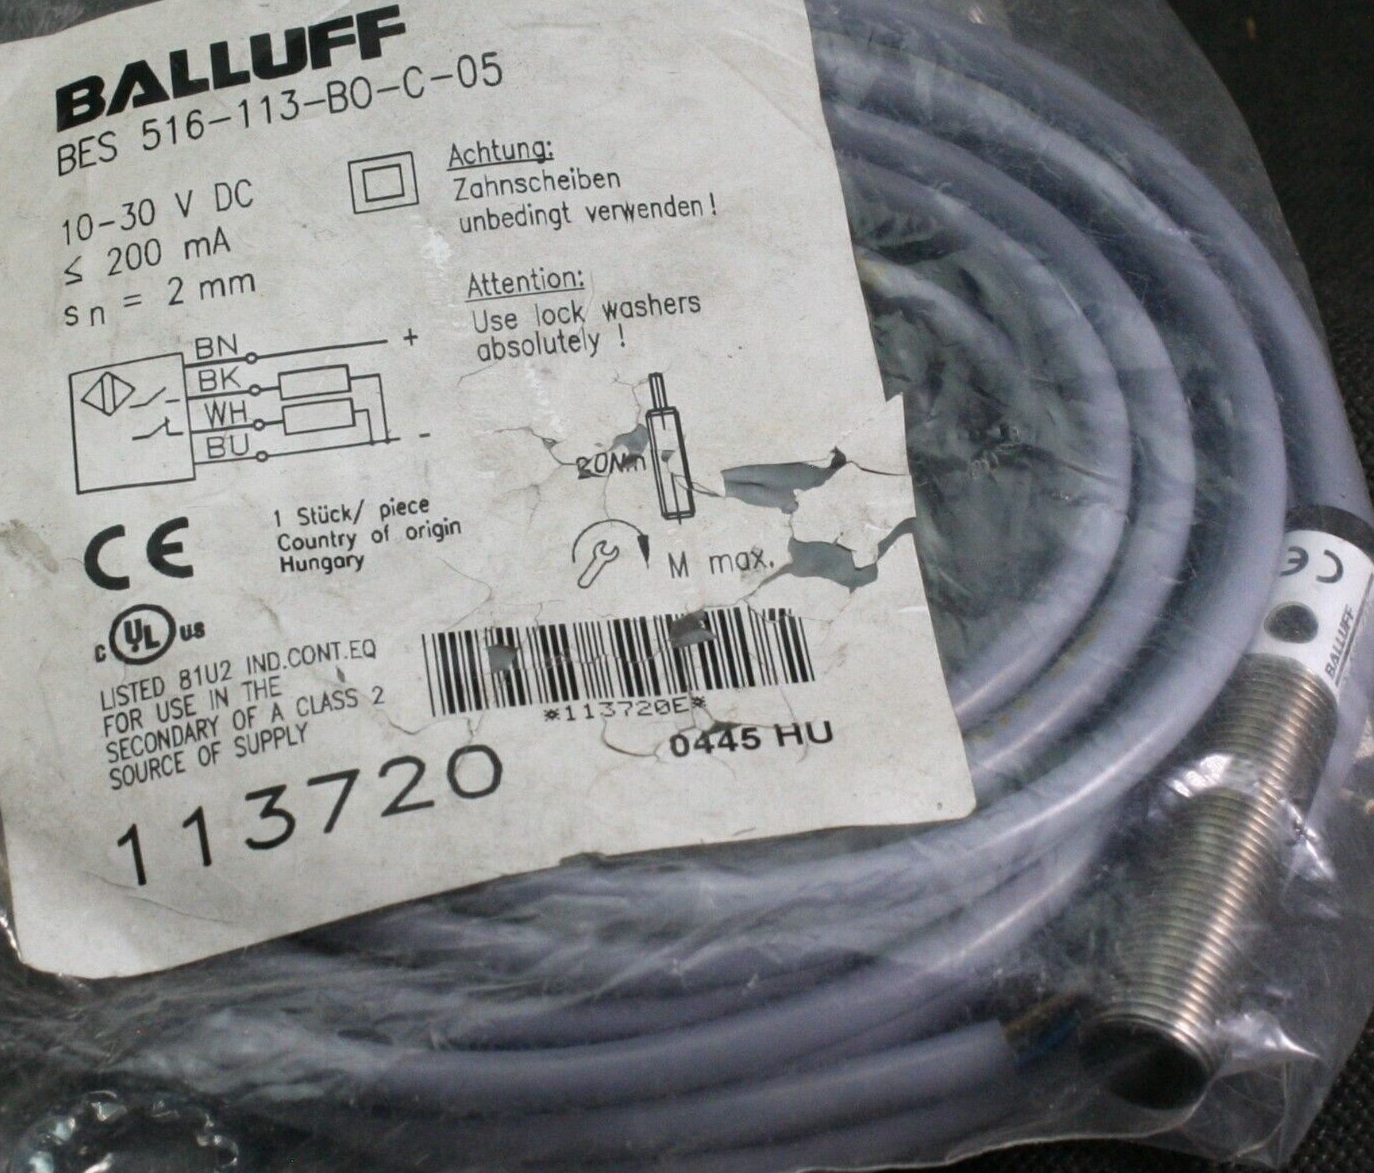 BALLUFF
BES 516-113-BO-C-05
10-30 V DC
≤ 200 mA
sn = 2 mm
Achtung:
Zahnscheiben
unbedingt verwenden!
Attention:
Use lock washers
absolutely !
BN +
BK
WH
BU -
20Nm
M max.
CE
1 Stück/ piece
Country of origin
Hungary
c UL us
LISTED 81U2 IND.CONT.EQ
FOR USE IN THE
SECONDARY OF A CLASS 2
SOURCE OF SUPPLY
*113720E*
0445 HU
113720
CE
BALLUFF